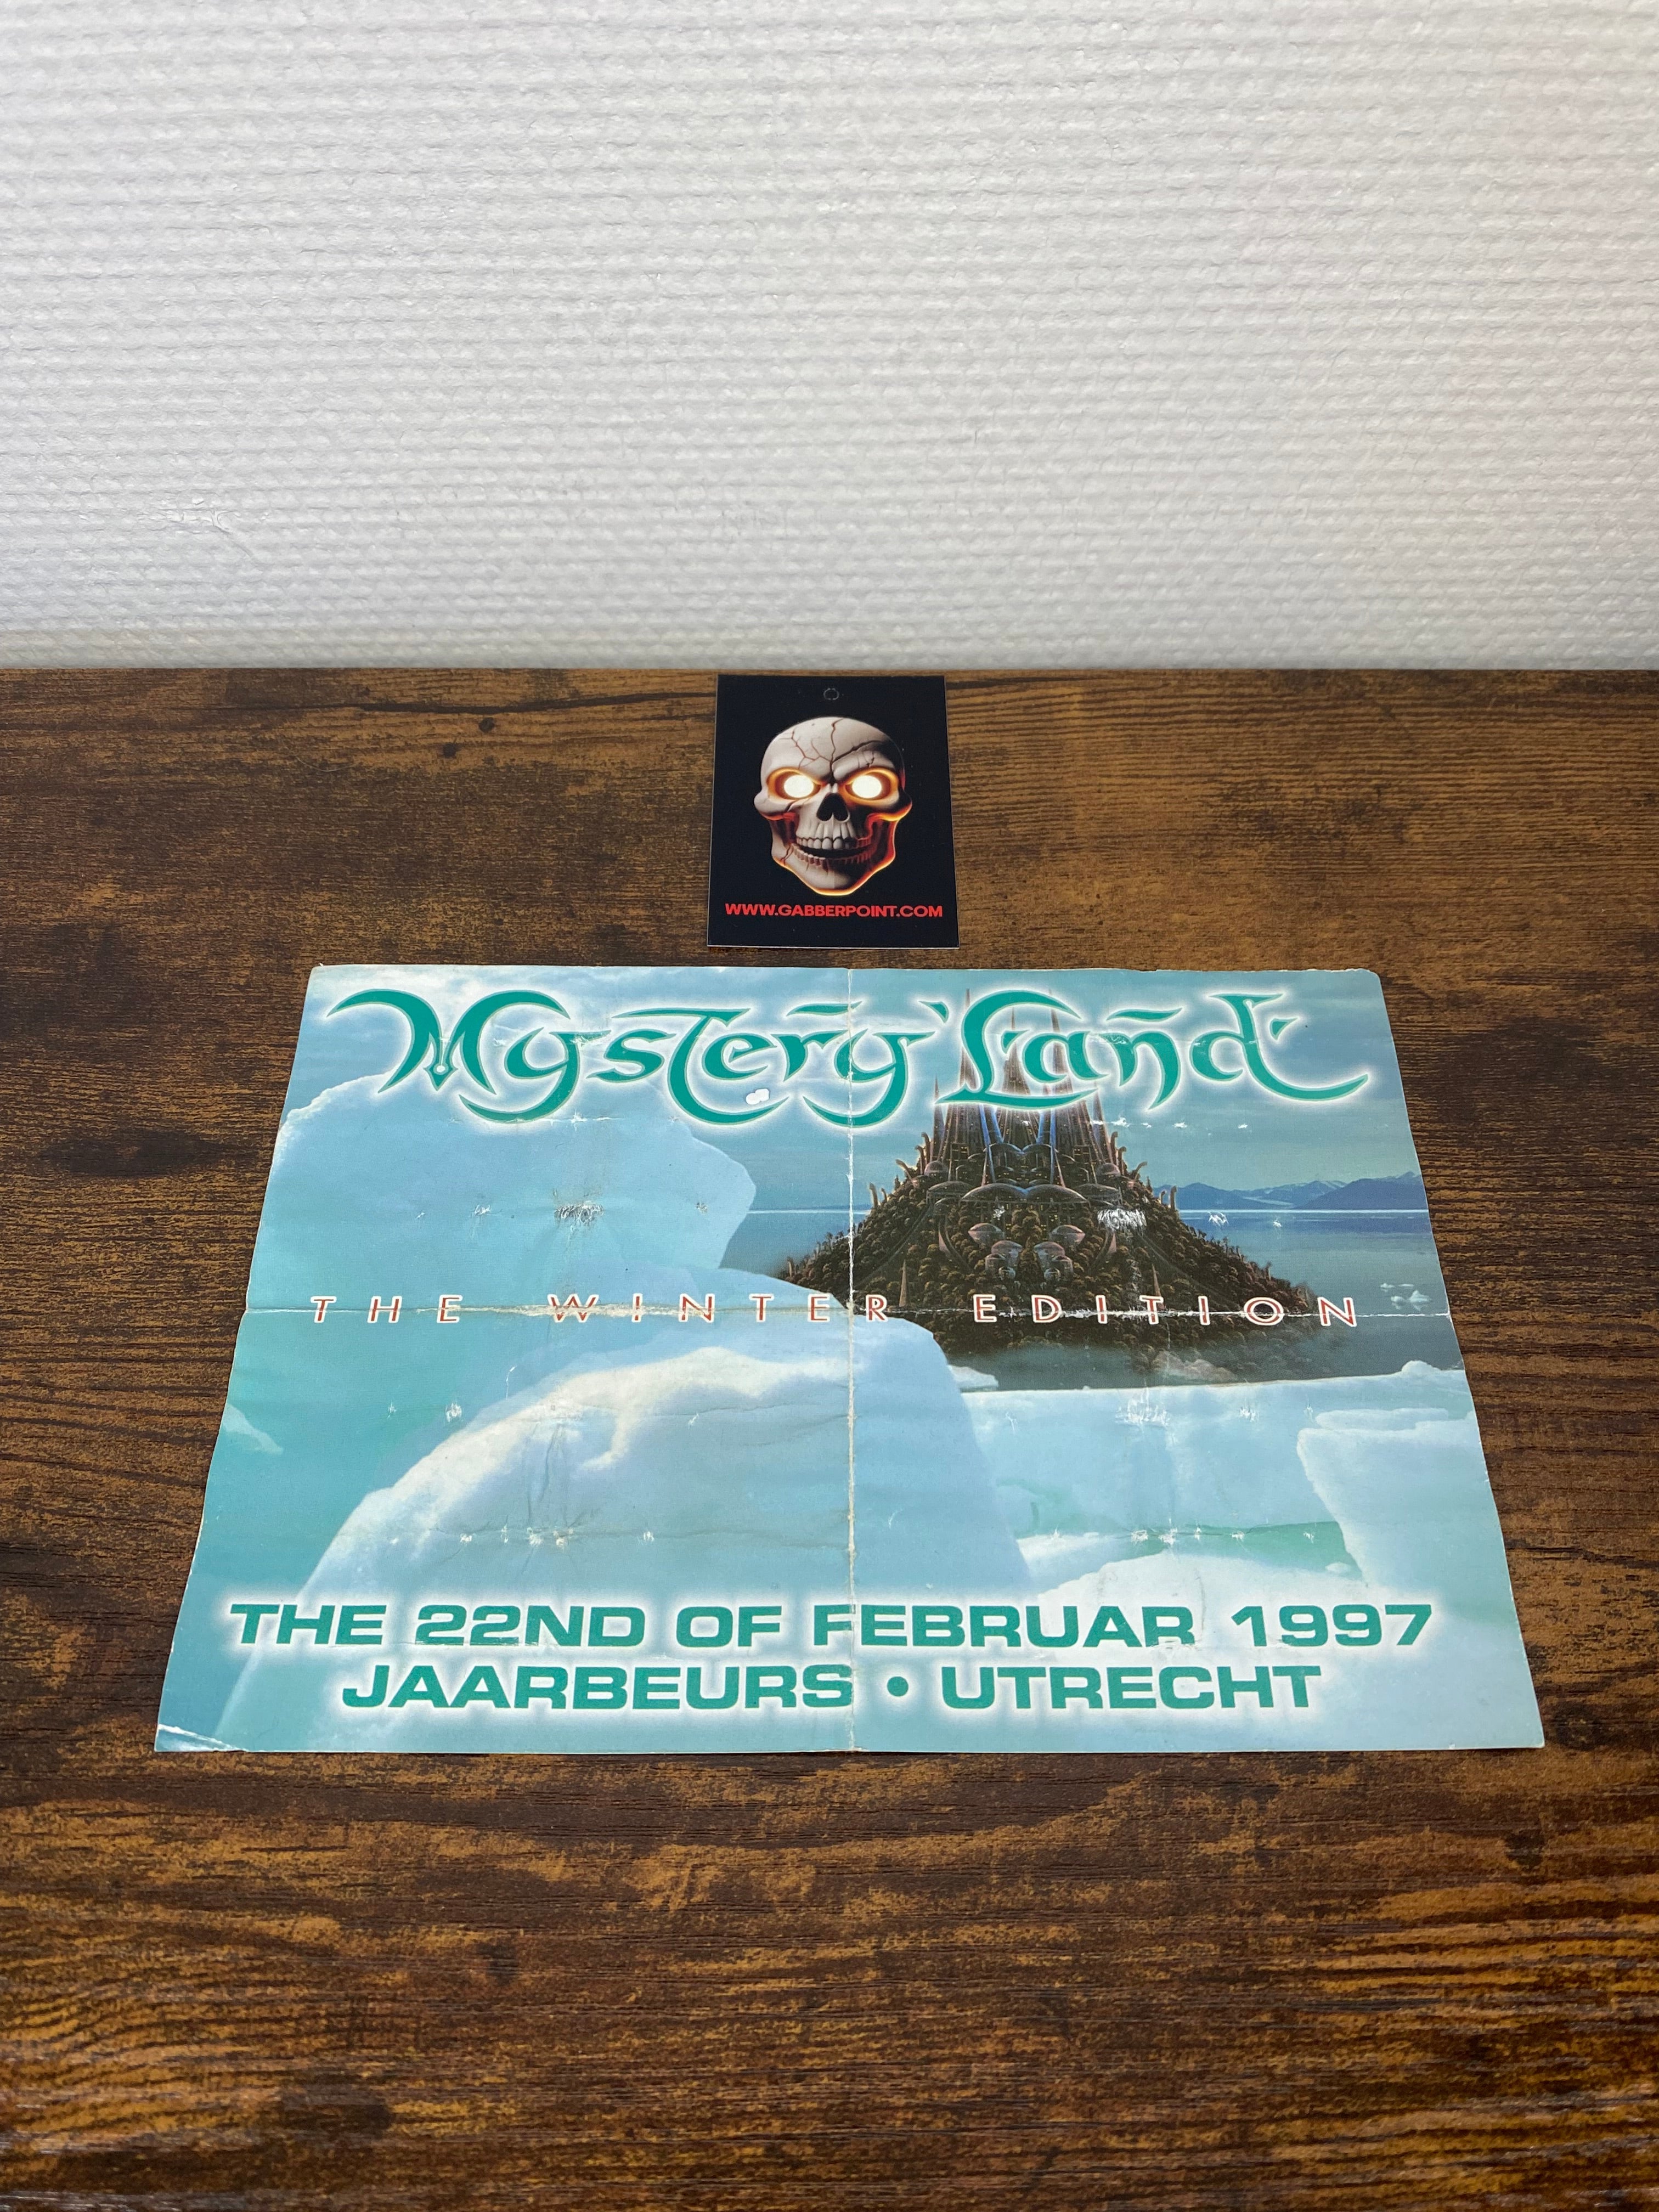 WWW.GABBERPOINT.COM
Mystery Land
THE WINTER EDITION
THE 22ND OF FEBRUAR 1997
JAARBEURS • UTRECHT